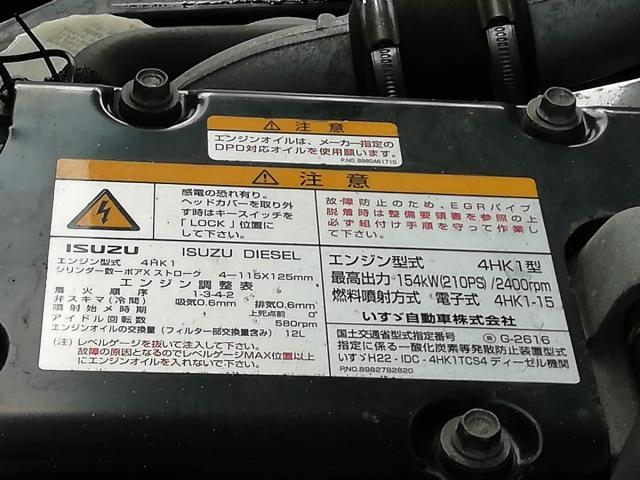 ⚠ 注意
エンジンオイルは、メーカー指定の
DPD対応オイルを使用願います。
P.NO. 8980461710
⚠ 注意
感電の恐れ有り。
ヘッドカバーを取り外
す時はキースイッチを
「LOCK」位置に
して下さい。
故障防止のため、EGRパイプ
脱着時は整備要領書を参照の上
必ず組付け手順を守って作業し
て下さい。
ISUZU ISUZU DIESEL
エンジン型式 4HK1
シリンダ数ーボアXストローク 4－115X125mm
エンジン調整表
着火順序 1-3-4-2
弁スキマ(冷間) 吸気0.6mm 排気0.6mm
噴射始め時期 上死点前 0°
アイドル回転数 580rpm
エンジンオイルの交換量(フィルター部交換量含み) 12L
(注)レベルゲージを抜いて注入して下さい。
故障の原因となるのでレベルゲージMAX位置以上
にエンジンオイルを入れないで下さい。
エンジン型式 4HK1型
最高出力 154kW(210PS)/2400rpm
燃料噴射方式 電子式 4HK1-15
いすゞ自動車株式会社
国土交通省型式指定番号 Ⓑ G-2616
指定に係る一酸化炭素等発散防止装置型式
いすゞH22-IDC-4HK1TCS4 ディーゼル機関
P.NO. 8982782820